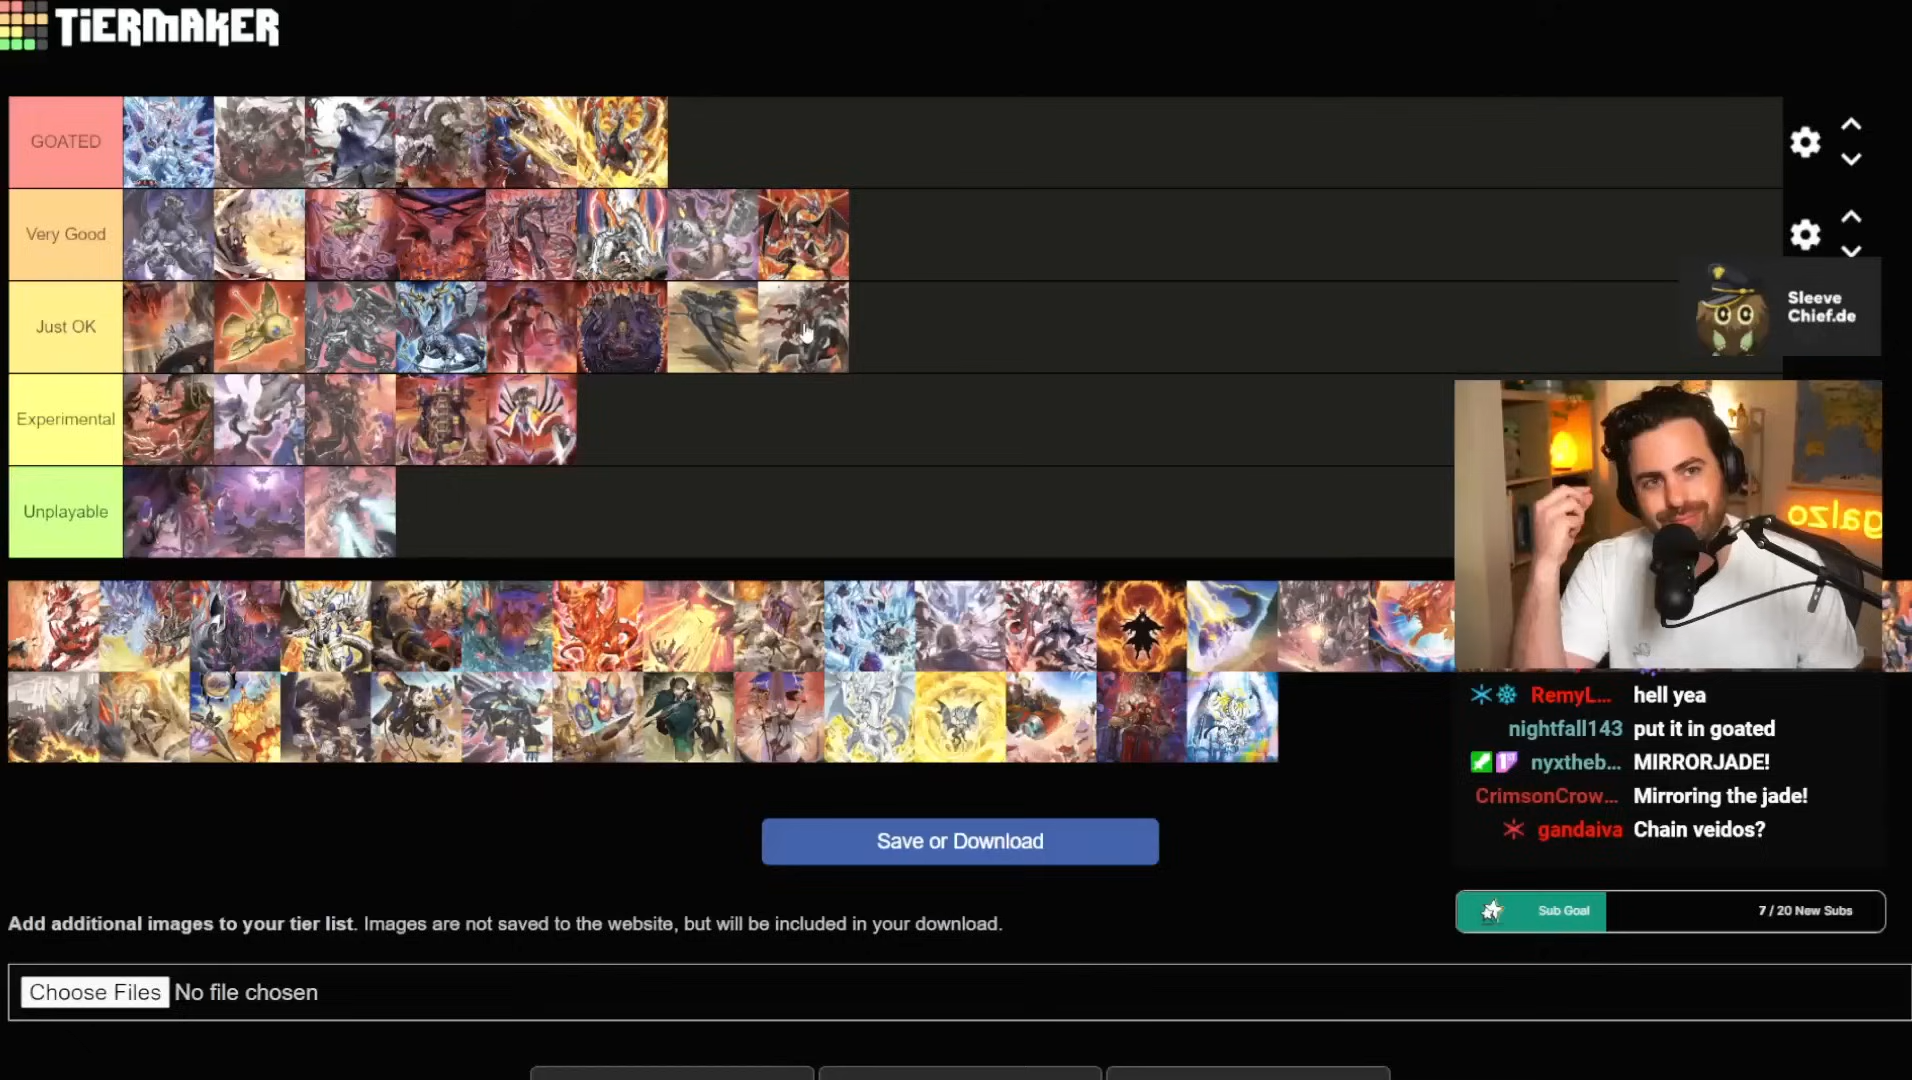 TiERMAKER
GOATED
Very Good
Just OK
Experimental
Unplayable
Sleeve
Chief.de
galzo
RemyL... hell yea
nightfall143 put it in goated
nyxtheb... MIRRORJADE!
CrimsonCrow... Mirroring the jade!
gandaiva Chain veidos?
Save or Download
Sub Goal 7 / 20 New Subs
Add additional images to your tier list. Images are not saved to the website, but will be included in your download.
Choose Files No file chosen